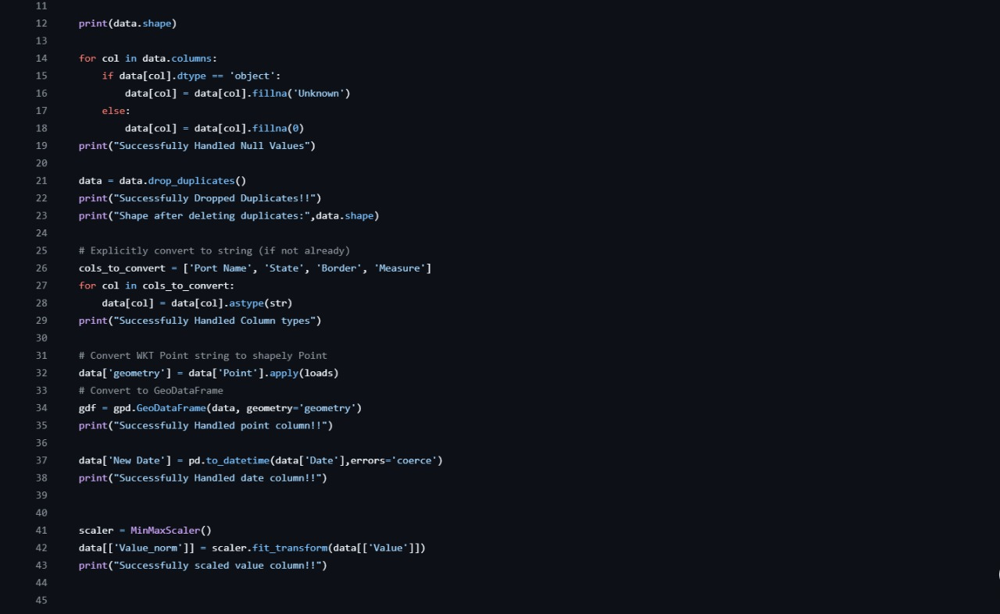 11
12 print(data.shape)
13
14 for col in data.columns:
15     if data[col].dtype == 'object':
16         data[col] = data[col].fillna('Unknown')
17     else:
18         data[col] = data[col].fillna(0)
19 print("Successfully Handled Null Values")
20
21 data = data.drop_duplicates()
22 print("Successfully Dropped Duplicates!!")
23 print("Shape after deleting duplicates:",data.shape)
24
25 # Explicitly convert to string (if not already)
26 cols_to_convert = ['Port Name', 'State', 'Border', 'Measure']
27 for col in cols_to_convert:
28     data[col] = data[col].astype(str)
29 print("Successfully Handled Column types")
30
31 # Convert WKT Point string to shapely Point
32 data['geometry'] = data['Point'].apply(loads)
33 # Convert to GeoDataFrame
34 gdf = gpd.GeoDataFrame(data, geometry='geometry')
35 print("Successfully Handled point column!!")
36
37 data['New Date'] = pd.to_datetime(data['Date'],errors='coerce')
38 print("Successfully Handled date column!!")
39
40
41 scaler = MinMaxScaler()
42 data[['Value_norm']] = scaler.fit_transform(data[['Value']])
43 print("Successfully scaled value column!!")
44
45